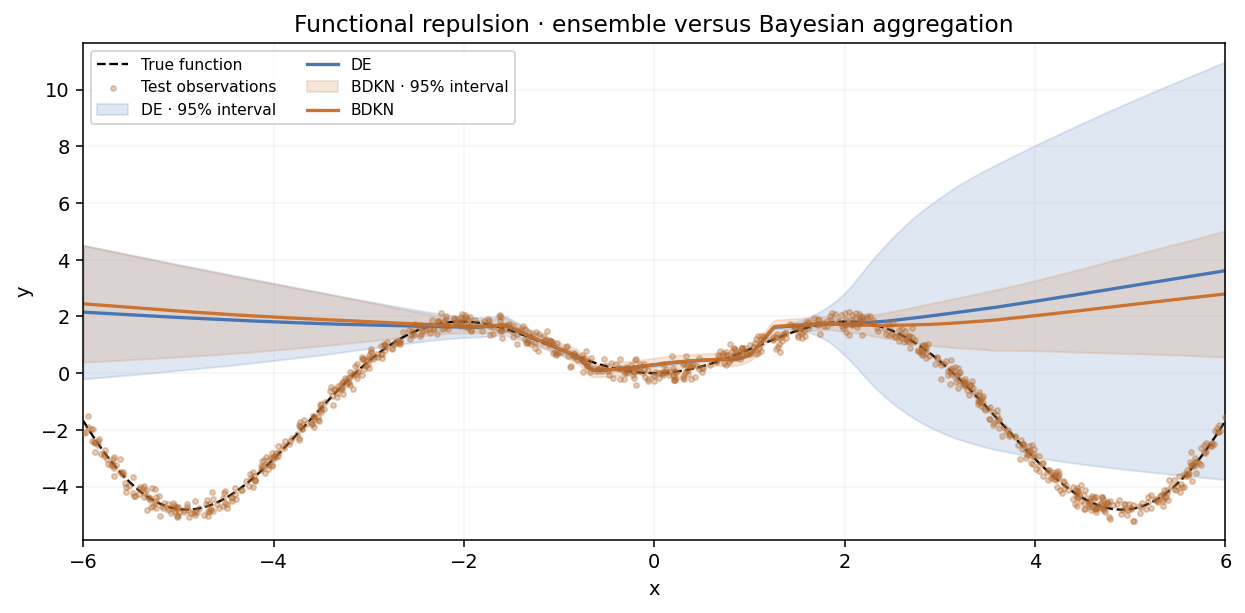 Functional repulsion · ensemble versus Bayesian aggregation
True function
Test observations
DE · 95% interval
DE
BDKN · 95% interval
BDKN
y
10
8
6
4
2
0
−2
−4
−6
−4
−2
0
2
4
6
x